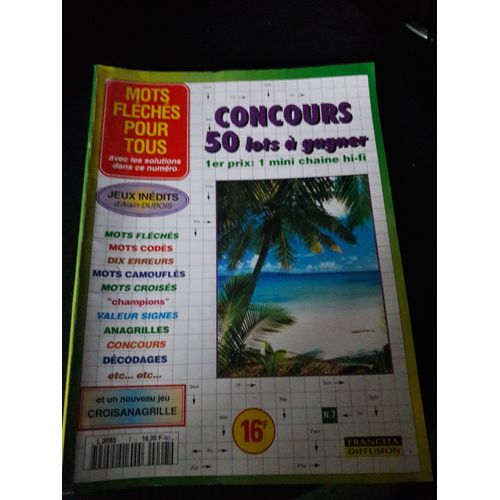 MOTS
FLÉCHÉS
POUR
TOUS
avec les solutions
dans ce numéro
CONCOURS
50 lots à gagner
1er prix: 1 mini chaîne hi-fi
JEUX INÉDITS
d'Alain DUBOIS
MOTS FLÉCHÉS
MOTS CODÉS
DIX ERREURS
MOTS CAMOUFLÉS
MOTS CROISÉS
"champions"
VALEUR SIGNES
ANAGRILLES
CONCOURS
DÉCODAGES
etc... etc...
et un nouveau jeu
CROISANAGRILLE
16F
N.7
FRANCITA
DIFFUSION
16,00 F